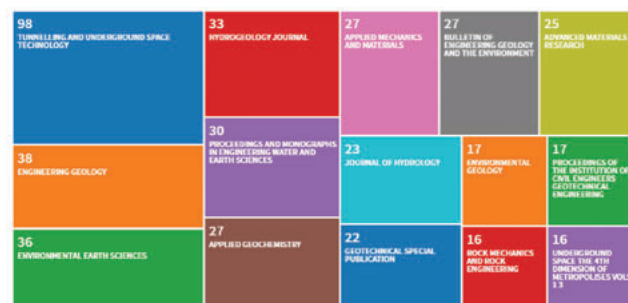 98
TUNNELLING AND UNDERGROUND SPACE
TECHNOLOGY
38
ENGINEERING GEOLOGY
36
ENVIRONMENTAL EARTH SCIENCES
33
HYDROGEOLOGY JOURNAL
30
PROCEEDINGS AND MONOGRAPHS
IN ENGINEERING WATER AND
EARTH SCIENCES
27
APPLIED GEOCHEMISTRY
27
APPLIED MECHANICS
AND MATERIALS
27
BULLETIN OF
ENGINEERING GEOLOGY
AND THE ENVIRONMENT
25
ADVANCED MATERIALS
RESEARCH
23
JOURNAL OF HYDROLOGY
17
ENVIRONMENTAL
GEOLOGY
17
PROCEEDINGS OF
THE INSTITUTION OF
CIVIL ENGINEERS
GEOTECHNICAL
ENGINEERING
22
GEOTECHNICAL SPECIAL
PUBLICATION
16
ROCK MECHANICS
AND ROCK
ENGINEERING
16
UNDERGROUND
SPACE THE 4TH
DIMENSION OF
METROPOLISES VOLS
1 3